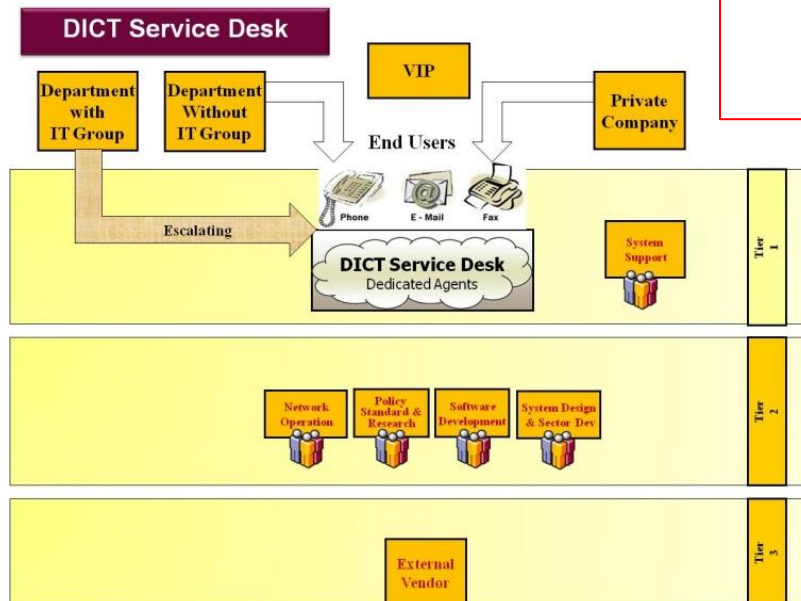 DICT Service Desk
VIP
Department
with
IT Group
Department
Without
IT Group
Private
Company
End Users
Phone
E - Mail
Fax
Escalating
DICT Service Desk
Dedicated Agents
System
Support
Tier
1
Network
Operation
Policy
Standard &
Research
Software
Development
System Design
& Sector Dev
Tier
2
External
Vendor
Tier
3